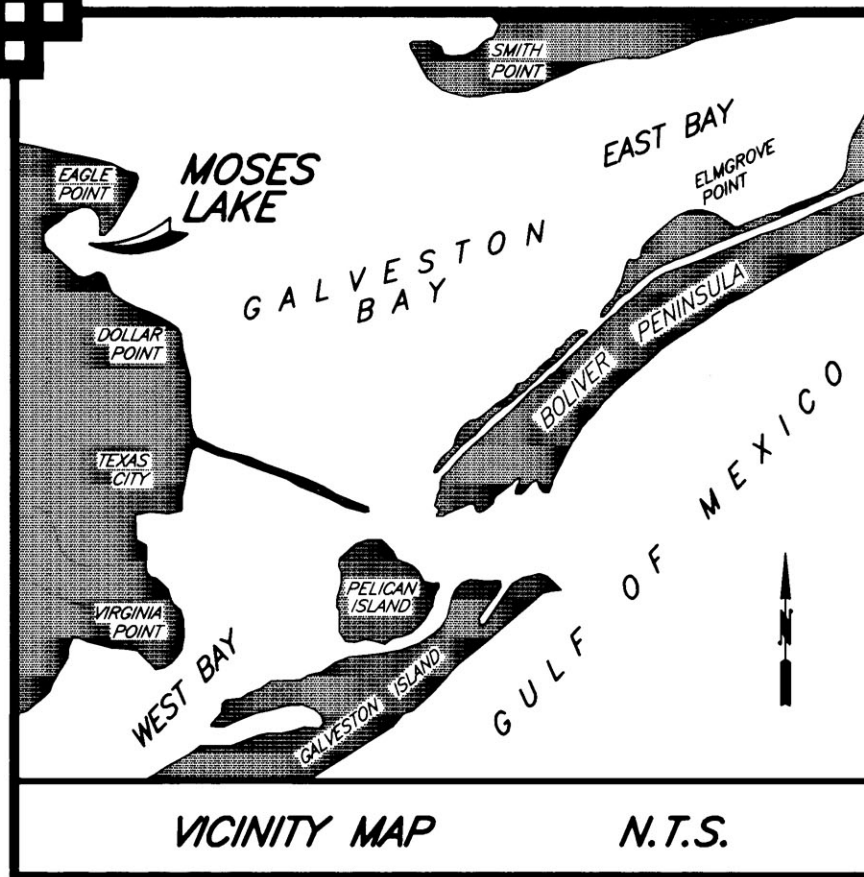 SMITH
POINT
EAST BAY
ELMGROVE
POINT
EAGLE
POINT
MOSES
LAKE
GALVESTON
BAY
DOLLAR
POINT
BOLIVER PENINSULA
TEXAS
CITY
GULF OF MEXICO
PELICAN
ISLAND
VIRGINIA
POINT
WEST BAY
GALVESTON ISLAND
N
VICINITY MAP N.T.S.